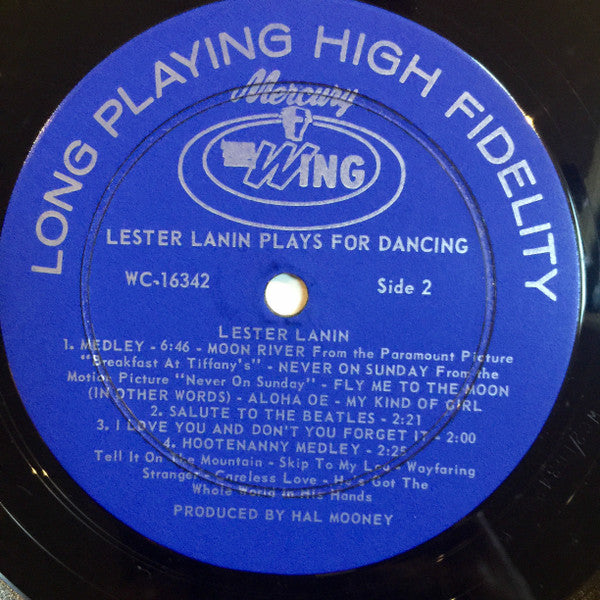 LONG PLAYING HIGH FIDELITY
Mercury
WING
LESTER LANIN PLAYS FOR DANCING
WC-16342 Side 2
LESTER LANIN
1. MEDLEY - 6:46 - MOON RIVER From the Paramount Picture
"Breakfast At Tiffany's" - NEVER ON SUNDAY From the
Motion Picture "Never On Sunday" - FLY ME TO THE MOON
(IN OTHER WORDS) - ALOHA OE - MY KIND OF GIRL
2. SALUTE TO THE BEATLES - 2:21
3. I LOVE YOU AND DON'T YOU FORGET IT - 2:00
4. HOOTENANNY MEDLEY - 2:25
Tell It On The Mountain - Skip To My Lou - Wayfaring
Stranger - Careless Love - He's Got The
Whole World In His Hands
PRODUCED BY HAL MOONEY